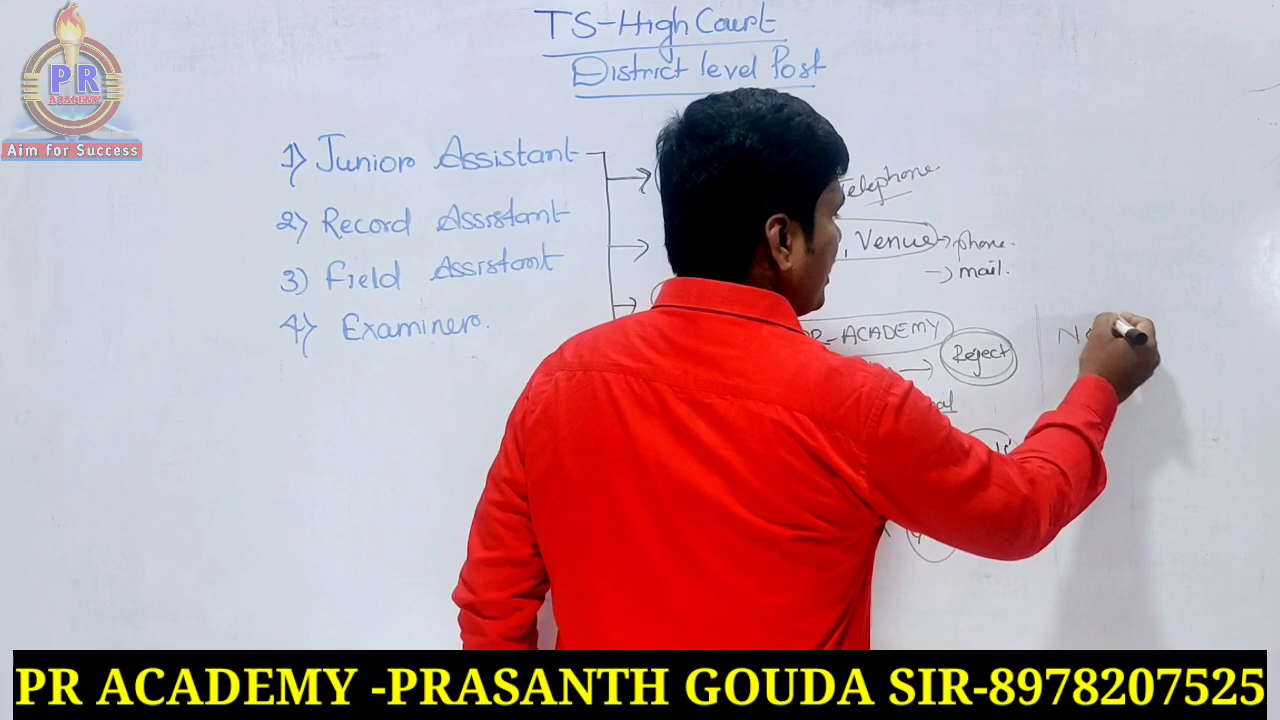 TS-High Court
District level Post
PR
ACADEMY
Aim for Success
1) Junior Assistant
2) Record Assistant
3) Field Assistant
4) Examiner.
Telephone
, Venue → phone.
→ mail.
PR-ACADEMY
→ Reject
PR ACADEMY -PRASANTH GOUDA SIR-8978207525